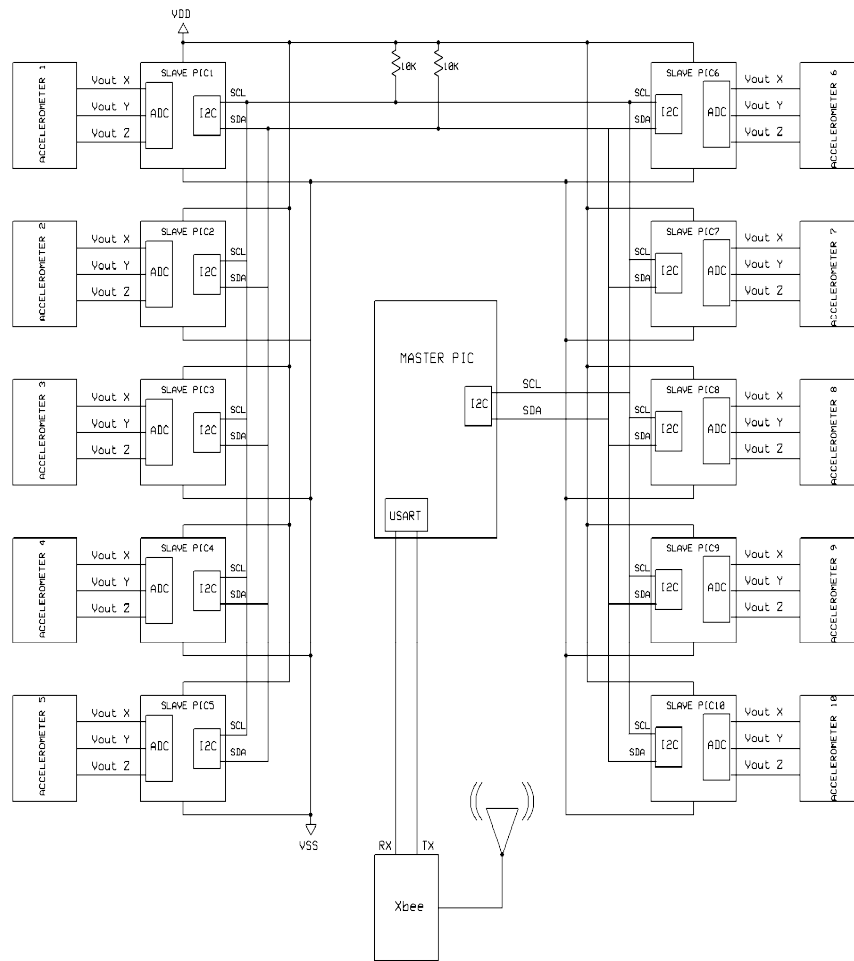 VDD
ACCELEROMETER 1
Vout X
Vout Y
Vout Z
SLAVE PIC1
ADC
I2C
SCL
SDA
10K
10K
SLAVE PIC6
SCL
SDA
I2C
ADC
Vout X
Vout Y
Vout Z
ACCELEROMETER 6
ACCELEROMETER 2
Vout X
Vout Y
Vout Z
SLAVE PIC2
ADC
I2C
SCL
SDA
SLAVE PIC7
SCL
SDA
I2C
ADC
Vout X
Vout Y
Vout Z
ACCELEROMETER 7
MASTER PIC
I2C
SCL
SDA
USART
ACCELEROMETER 3
Vout X
Vout Y
Vout Z
SLAVE PIC3
ADC
I2C
SCL
SDA
SLAVE PIC8
SCL
SDA
I2C
ADC
Vout X
Vout Y
Vout Z
ACCELEROMETER 8
ACCELEROMETER 4
Vout X
Vout Y
Vout Z
SLAVE PIC4
ADC
I2C
SCL
SDA
SLAVE PIC9
SCL
SDA
I2C
ADC
Vout X
Vout Y
Vout Z
ACCELEROMETER 9
ACCELEROMETER 5
Vout X
Vout Y
Vout Z
SLAVE PIC5
ADC
I2C
SCL
SDA
SLAVE PIC10
SCL
SDA
I2C
ADC
Vout X
Vout Y
Vout Z
ACCELEROMETER 10
VSS
RX
TX
Xbee